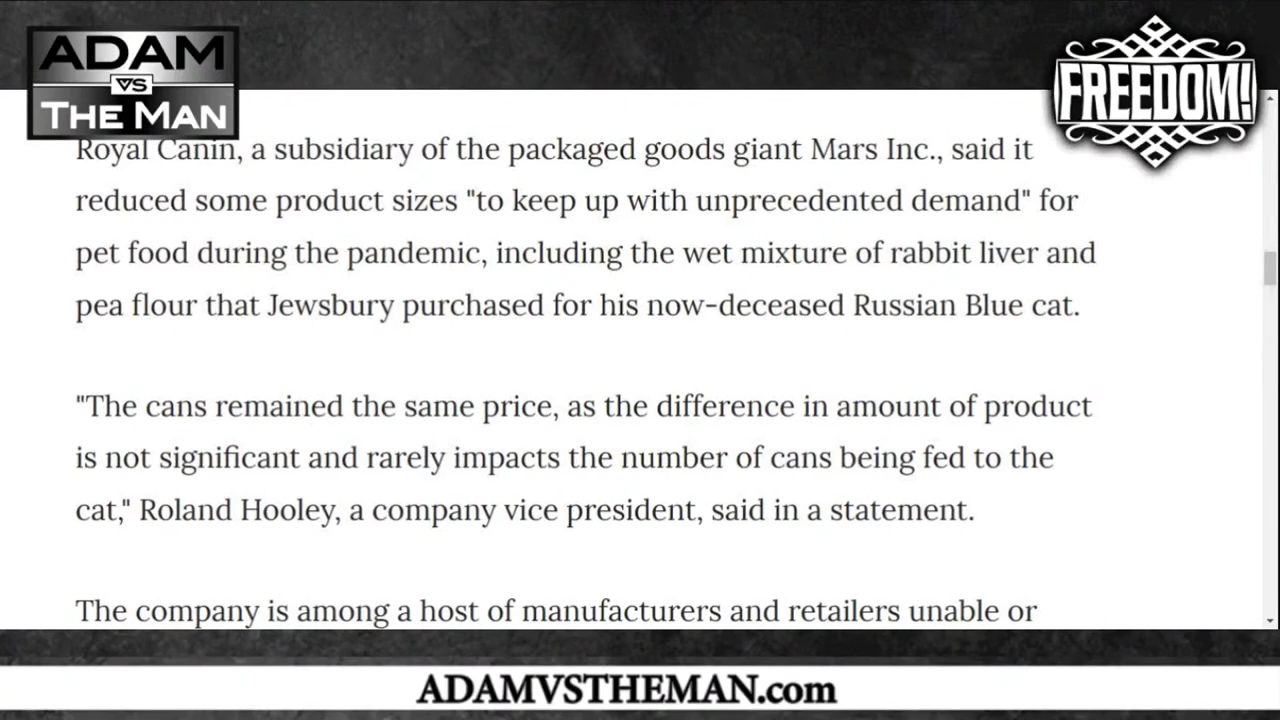 ADAM
VS
THE MAN
FREEDOM!
Royal Canin, a subsidiary of the packaged goods giant Mars Inc., said it
reduced some product sizes "to keep up with unprecedented demand" for
pet food during the pandemic, including the wet mixture of rabbit liver and
pea flour that Jewsbury purchased for his now-deceased Russian Blue cat.
"The cans remained the same price, as the difference in amount of product
is not significant and rarely impacts the number of cans being fed to the
cat," Roland Hooley, a company vice president, said in a statement.
The company is among a host of manufacturers and retailers unable or
ADAMVSTHEMAN.com